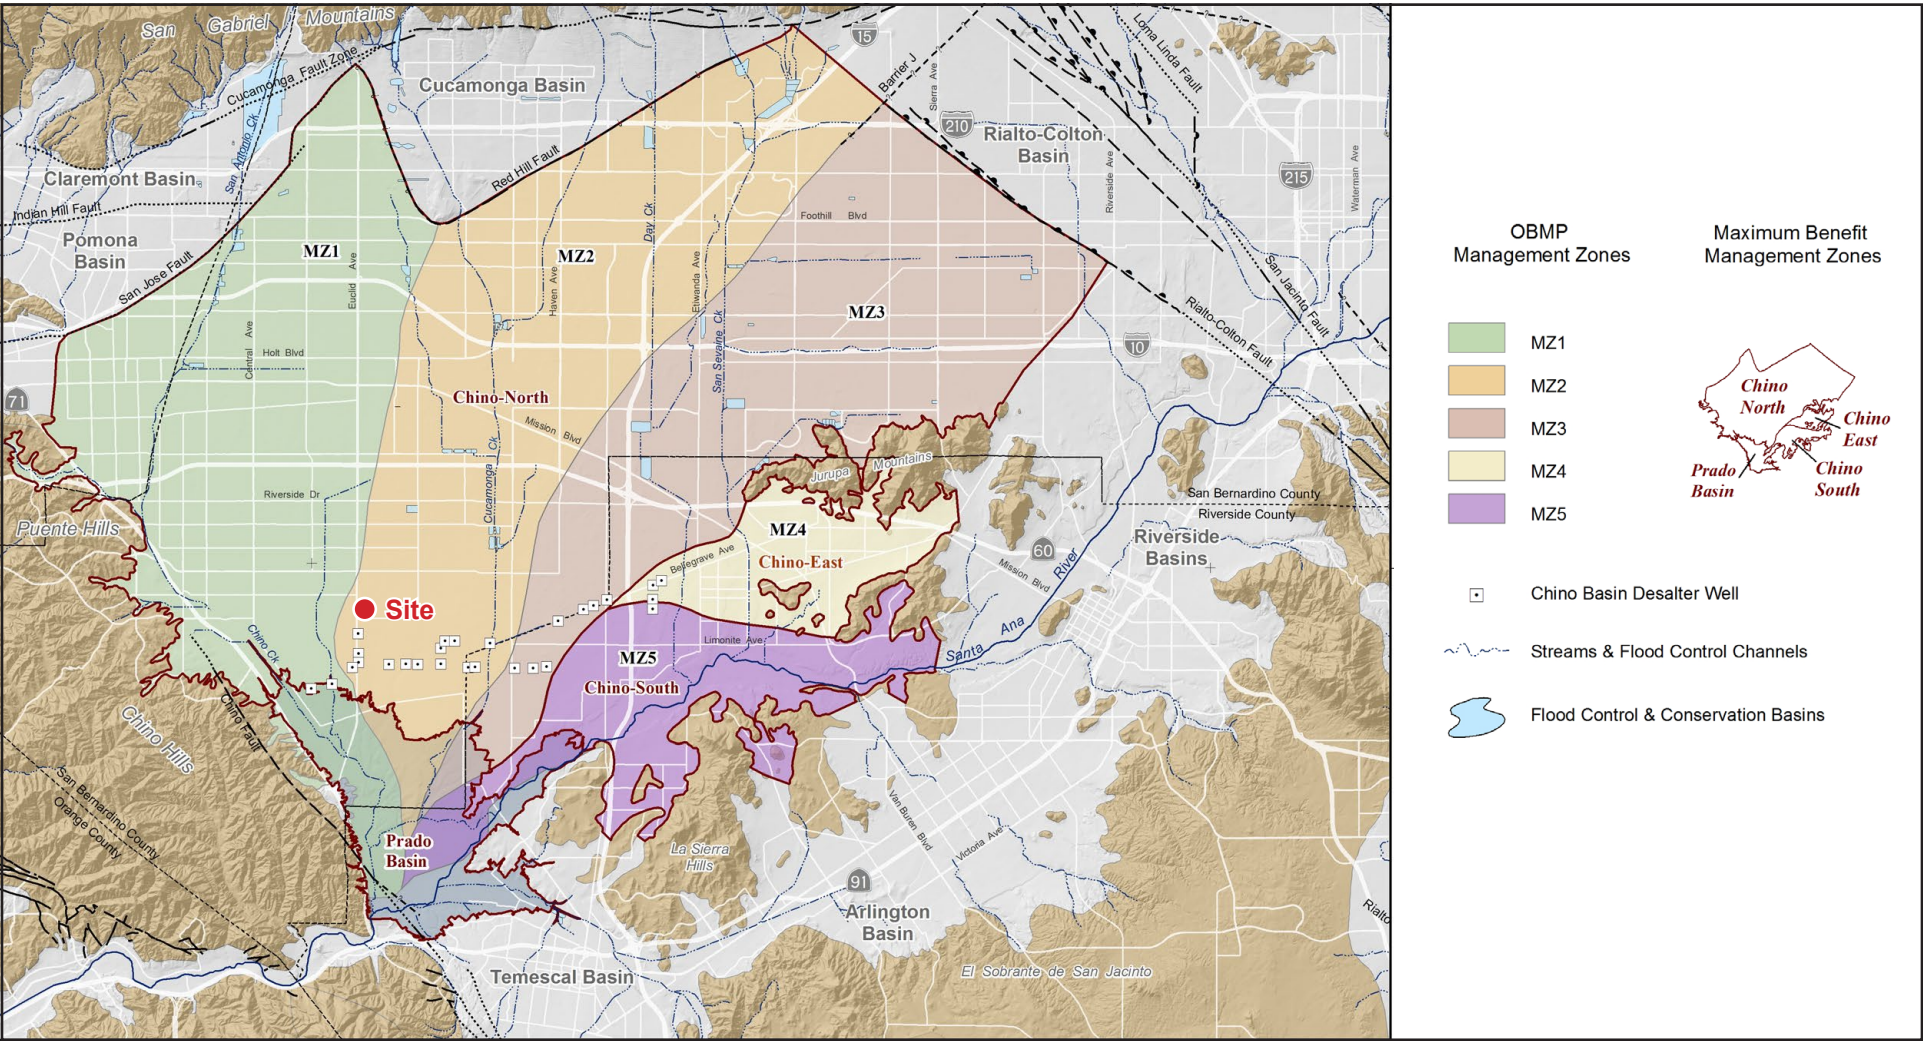 San Gabriel Mountains
Cucamonga Fault Zone
Cucamonga Basin
15
Barrier J
Sierra Ave
Loma Linda Fault
210
Rialto-Colton
Basin
Riverside Ave
215
Waterman Ave
San Antonio Ck
Claremont Basin
Indian Hill Fault
Pomona
Basin
San Jose Fault
Red Hill Fault
MZ1
Euclid Ave
MZ2
Haven Ave
Day Ck
Etiwanda Ave
Foothill Blvd
MZ3
San Sevaine Ck
San Jacinto Fault
Rialto-Colton Fault
10
Central Ave
Holt Blvd
71
Chino-North
Mission Blvd
Cucamonga Ck
Riverside Dr
Puente Hills
Jurupa Mountains
San Bernardino County
Riverside County
MZ4
Chino-East
Bellegrave Ave
60
Mission Blvd
River
Riverside
Basins
Site
Chino Ck
Limonite Ave
Santa Ana
MZ5
Chino-South
Chino Fault
Chino Hills
San Bernardino County
Orange County
Prado
Basin
La Sierra
Hills
Van Buren Blvd
Victoria Ave
91
Arlington
Basin
Rialto
Temescal Basin
El Sobrante de San Jacinto
OBMP
Management Zones
MZ1
MZ2
MZ3
MZ4
MZ5
Maximum Benefit
Management Zones
Chino
North
Chino
East
Prado
Basin
Chino
South
Chino Basin Desalter Well
Streams & Flood Control Channels
Flood Control & Conservation Basins